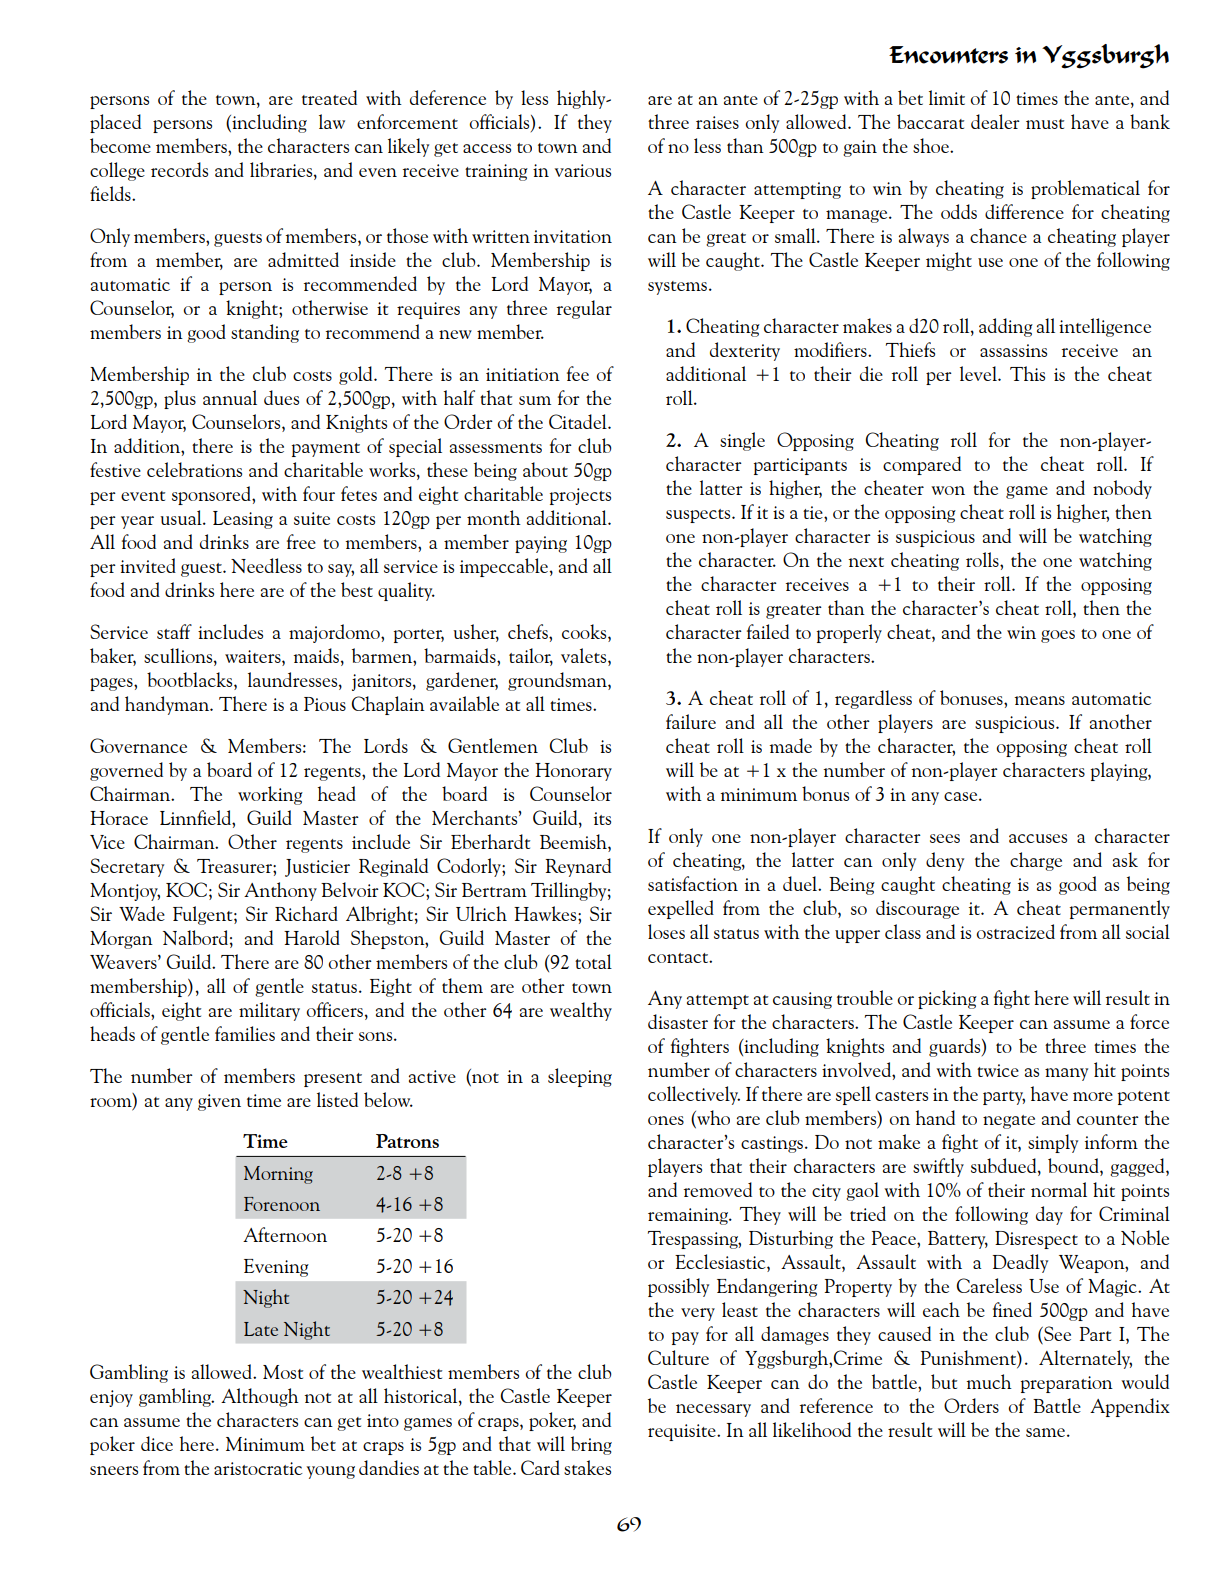 Encounters in Yggsburgh
persons of the town, are treated with deference by less highly-
placed persons (including law enforcement officials). If they
become members, the characters can likely get access to town and
college records and libraries, and even receive training in various
fields.
Only members, guests of members, or those with written invitation
from a member, are admitted inside the club. Membership is
automatic if a person is recommended by the Lord Mayor, a
Counselor, or a knight; otherwise it requires any three regular
members in good standing to recommend a new member.
Membership in the club costs gold. There is an initiation fee of
2,500gp, plus annual dues of 2,500gp, with half that sum for the
Lord Mayor, Counselors, and Knights of the Order of the Citadel.
In addition, there is the payment of special assessments for club
festive celebrations and charitable works, these being about 50gp
per event sponsored, with four fetes and eight charitable projects
per year usual. Leasing a suite costs 120gp per month additional.
All food and drinks are free to members, a member paying 10gp
per invited guest. Needless to say, all service is impeccable, and all
food and drinks here are of the best quality.
Service staff includes a majordomo, porter, usher, chefs, cooks,
baker, scullions, waiters, maids, barmen, barmaids, tailor, valets,
pages, bootblacks, laundresses, janitors, gardener, groundsman,
and handyman. There is a Pious Chaplain available at all times.
Governance & Members: The Lords & Gentlemen Club is
governed by a board of 12 regents, the Lord Mayor the Honorary
Chairman. The working head of the board is Counselor
Horace Linnfield, Guild Master of the Merchants' Guild, its
Vice Chairman. Other regents include Sir Eberhardt Beemish,
Secretary & Treasurer; Justicier Reginald Codorly; Sir Reynard
Montjoy, KOC; Sir Anthony Belvoir KOC; Sir Bertram Trillingby;
Sir Wade Fulgent; Sir Richard Albright; Sir Ulrich Hawkes; Sir
Morgan Nalbord; and Harold Shepston, Guild Master of the
Weavers' Guild. There are 80 other members of the club (92 total
membership), all of gentle status. Eight of them are other town
officials, eight are military officers, and the other 64 are wealthy
heads of gentle families and their sons.
The number of members present and active (not in a sleeping
room) at any given time are listed below.
Time Patrons
Morning 2-8 +8
Forenoon 4-16 +8
Afternoon 5-20 +8
Evening 5-20 +16
Night 5-20 +24
Late Night 5-20 +8
Gambling is allowed. Most of the wealthiest members of the club
enjoy gambling. Although not at all historical, the Castle Keeper
can assume the characters can get into games of craps, poker, and
poker dice here. Minimum bet at craps is 5gp and that will bring
sneers from the aristocratic young dandies at the table. Card stakes
are at an ante of 2-25gp with a bet limit of 10 times the ante, and
three raises only allowed. The baccarat dealer must have a bank
of no less than 500gp to gain the shoe.
A character attempting to win by cheating is problematical for
the Castle Keeper to manage. The odds difference for cheating
can be great or small. There is always a chance a cheating player
will be caught. The Castle Keeper might use one of the following
systems.
1. Cheating character makes a d20 roll, adding all intelligence
and dexterity modifiers. Thiefs or assassins receive an
additional +1 to their die roll per level. This is the cheat
roll.
2. A single Opposing Cheating roll for the non-player-
character participants is compared to the cheat roll. If
the latter is higher, the cheater won the game and nobody
suspects. If it is a tie, or the opposing cheat roll is higher, then
one non-player character is suspicious and will be watching
the character. On the next cheating rolls, the one watching
the character receives a +1 to their roll. If the opposing
cheat roll is greater than the character's cheat roll, then the
character failed to properly cheat, and the win goes to one of
the non-player characters.
3. A cheat roll of 1, regardless of bonuses, means automatic
failure and all the other players are suspicious. If another
cheat roll is made by the character, the opposing cheat roll
will be at +1 x the number of non-player characters playing,
with a minimum bonus of 3 in any case.
If only one non-player character sees and accuses a character
of cheating, the latter can only deny the charge and ask for
satisfaction in a duel. Being caught cheating is as good as being
expelled from the club, so discourage it. A cheat permanently
loses all status with the upper class and is ostracized from all social
contact.
Any attempt at causing trouble or picking a fight here will result in
disaster for the characters. The Castle Keeper can assume a force
of fighters (including knights and guards) to be three times the
number of characters involved, and with twice as many hit points
collectively. If there are spell casters in the party, have more potent
ones (who are club members) on hand to negate and counter the
character's castings. Do not make a fight of it, simply inform the
players that their characters are swiftly subdued, bound, gagged,
and removed to the city gaol with 10% of their normal hit points
remaining. They will be tried on the following day for Criminal
Trespassing, Disturbing the Peace, Battery, Disrespect to a Noble
or Ecclesiastic, Assault, Assault with a Deadly Weapon, and
possibly Endangering Property by the Careless Use of Magic. At
the very least the characters will each be fined 500gp and have
to pay for all damages they caused in the club (See Part I, The
Culture of Yggsburgh,Crime & Punishment). Alternately, the
Castle Keeper can do the battle, but much preparation would
be necessary and reference to the Orders of Battle Appendix
requisite. In all likelihood the result will be the same.
69